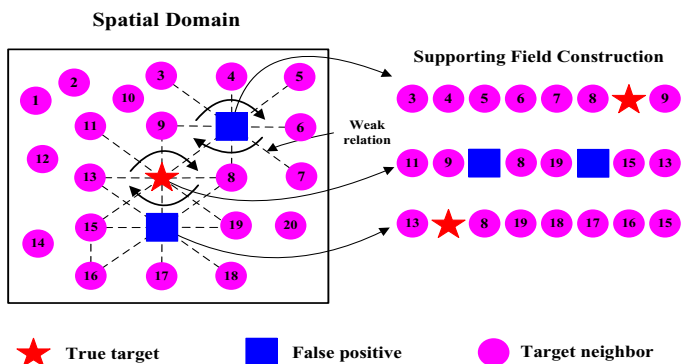 Spatial Domain
Supporting Field Construction
3 4 5
2
1 10
3 4 5 6 7 8 9
11 9 6
Weak
relation
12
13 8 7
11 9 8 19 15 13
15 19 20
14
13 8 19 18 17 16 15
16 17 18
True target False positive Target neighbor